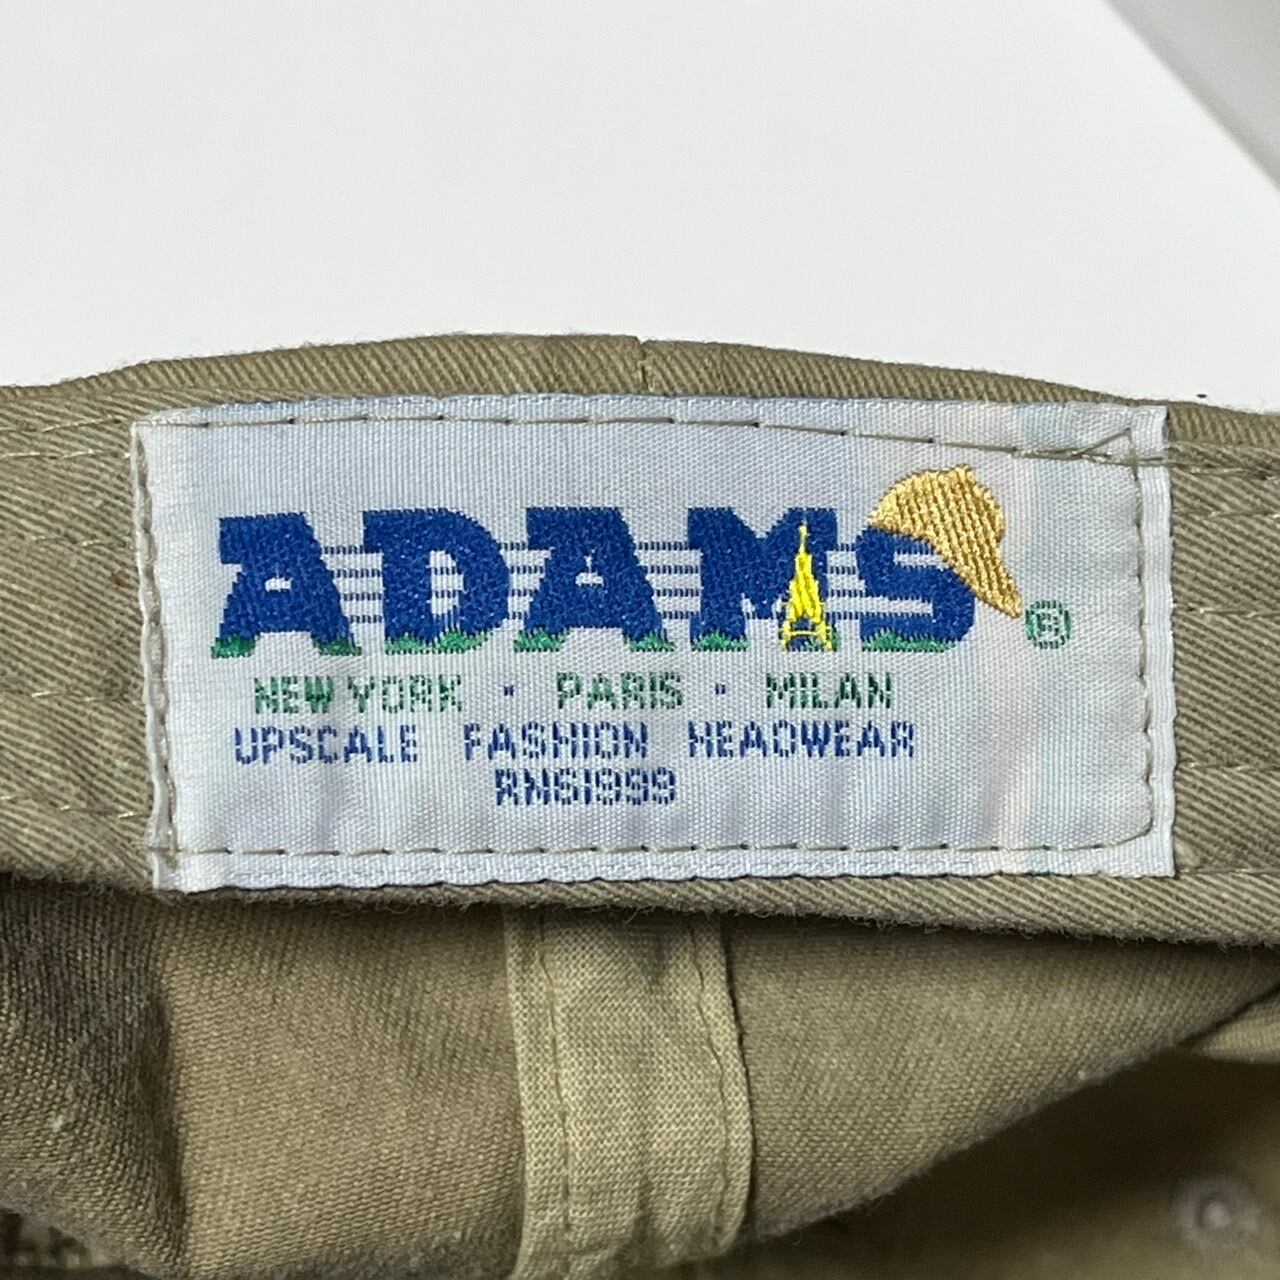 ADAMS ®
NEW YORK · PARIS · MILAN
UPSCALE FASHION HEADWEAR
RN61999